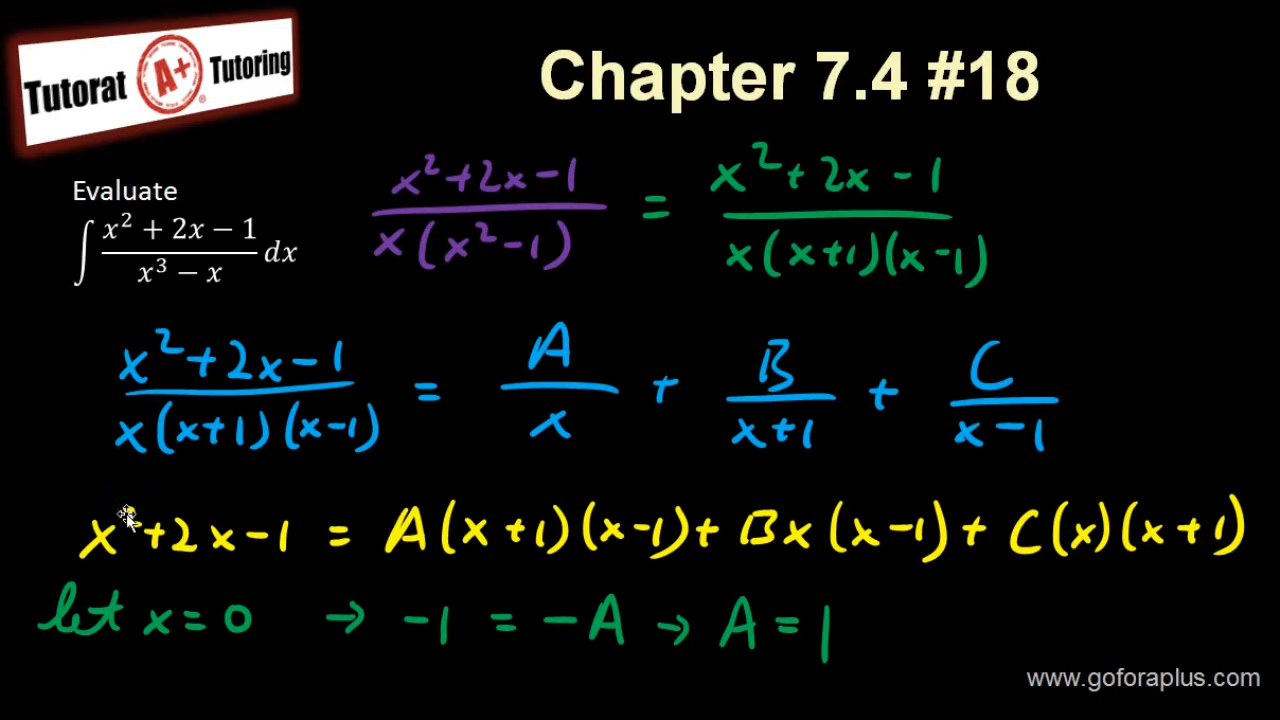 Tutorat A+ Tutoring
Chapter 7.4 #18
Evaluate
∫ (x² + 2x − 1)/(x³ − x) dx
(x²+2x−1)/(x(x²−1)) = (x²+2x−1)/(x(x+1)(x−1))
(x²+2x−1)/(x(x+1)(x−1)) = A/x + B/(x+1) + C/(x−1)
x²+2x−1 = A(x+1)(x−1)+ Bx(x−1)+ C(x)(x+1)
let x=0 → −1 = −A → A=1
www.goforaplus.com